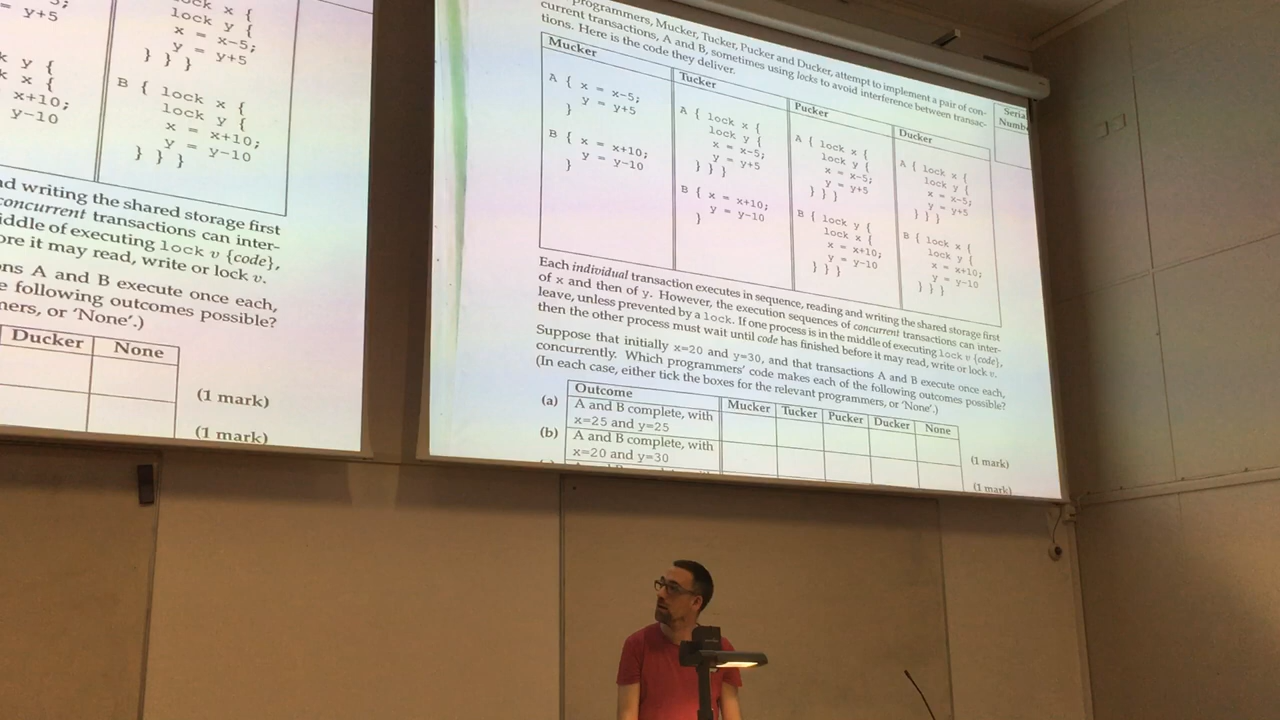 = y+5
lock x {
lock y {
x = x-5;
y = y+5
} } }
y {
x {
x+10;
y-10
B { lock x {
lock y {
x = x+10;
y = y-10
} } }
writing the shared storage first
concurrent transactions can inter-
middle of executing lock v {code},
it may read, write or lock v.
A and B execute once each,
following outcomes possible?
or 'None'.)
Ducker None
(1 mark)
(1 mark)
programmers, Mucker, Tucker, Pucker and Ducker, attempt to implement a pair of con-
current transactions, A and B, sometimes using locks to avoid interference between transac-
tions. Here is the code they deliver.
Mucker
A { x = x-5;
y = y+5
}
B { x = x+10;
y = y-10
}
Tucker
A { lock x {
lock y {
x = x-5;
y = y+5
} } }
B { x = x+10;
y = y-10
}
Pucker
A { lock x {
lock y {
x = x-5;
y = y+5
} } }
B { lock y {
lock x {
x = x+10;
y = y-10
} } }
Ducker
A { lock x {
lock y {
x = x-5;
y = y+5
} } }
B { lock x {
lock y {
x = x+10;
y = y-10
} } }
Each individual transaction executes in sequence, reading and writing the shared storage first
of x and then of y. However, the execution sequences of concurrent transactions can inter-
leave, unless prevented by a lock. If one process is in the middle of executing lock v {code},
then the other process must wait until code has finished before it may read, write or lock v.
Suppose that initially x=20 and y=30, and that transactions A and B execute once each,
concurrently. Which programmers' code makes each of the following outcomes possible?
(In each case, either tick the boxes for the relevant programmers, or 'None'.)
Outcome Mucker Tucker Pucker Ducker None
(a) A and B complete, with
x=25 and y=25
(1 mark)
(b) A and B complete, with
x=20 and y=30
(1 mark)